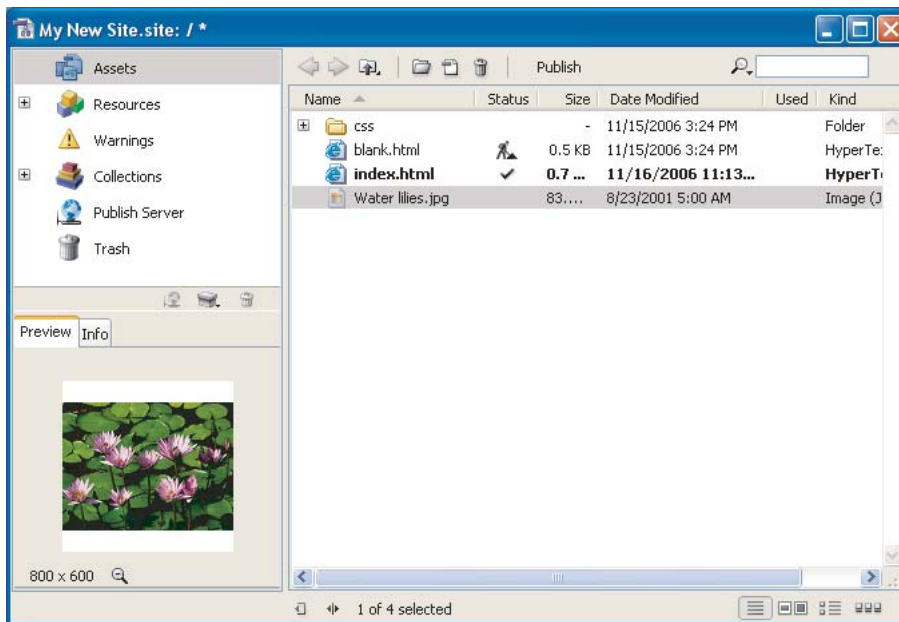 My New Site.site: / *
Assets
Resources
Warnings
Collections
Publish Server
Trash
Preview Info
800 x 600
Publish
Name Status Size Date Modified Used Kind
css - 11/15/2006 3:24 PM Folder
blank.html 0.5 KB 11/15/2006 3:24 PM HyperTe:
index.html 0.7 ... 11/16/2006 11:13... HyperT
Water lilies.jpg 83.... 8/23/2001 5:00 AM Image (J
1 of 4 selected